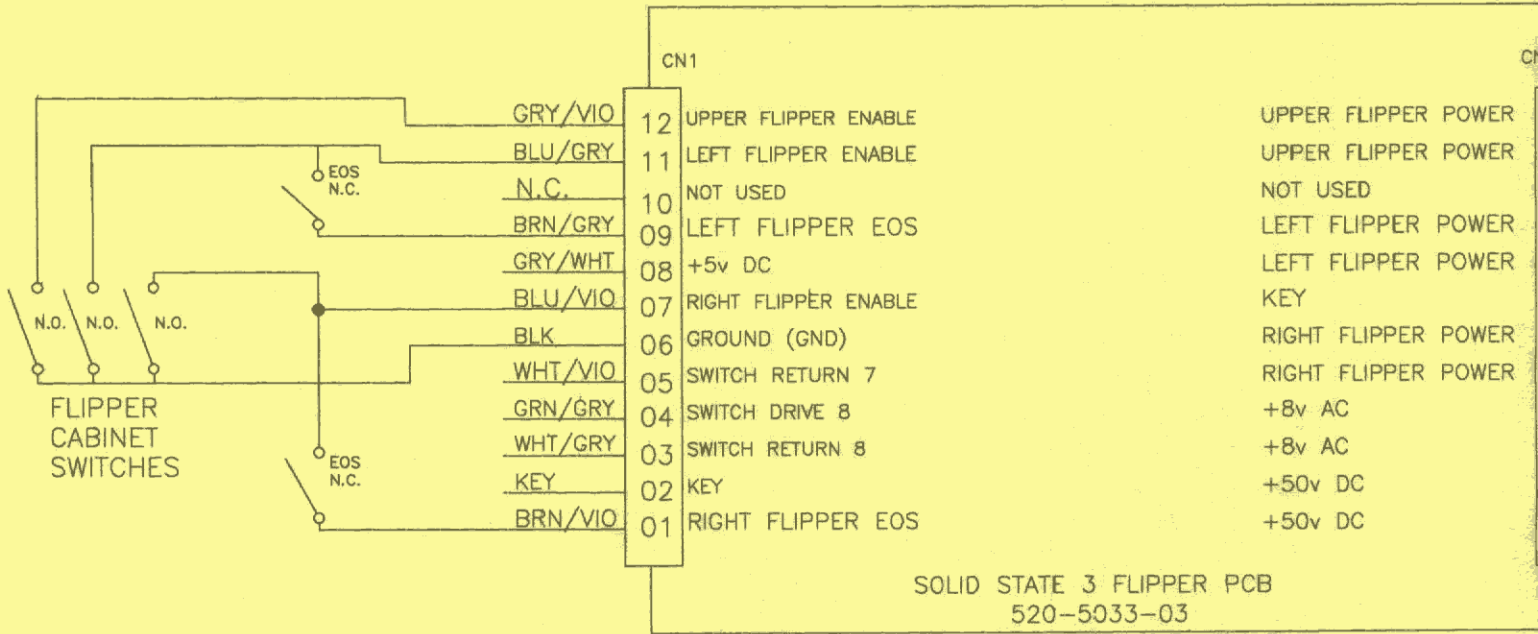 CN1
CN
GRY/VIO 12 UPPER FLIPPER ENABLE UPPER FLIPPER POWER
BLU/GRY 11 LEFT FLIPPER ENABLE UPPER FLIPPER POWER
EOS
N.C.
N.C. 10 NOT USED NOT USED
BRN/GRY 09 LEFT FLIPPER EOS LEFT FLIPPER POWER
GRY/WHT 08 +5v DC LEFT FLIPPER POWER
BLU/VIO 07 RIGHT FLIPPER ENABLE KEY
N.O. N.O. N.O.
BLK 06 GROUND (GND) RIGHT FLIPPER POWER
WHT/VIO 05 SWITCH RETURN 7 RIGHT FLIPPER POWER
GRN/GRY 04 SWITCH DRIVE 8 +8v AC
WHT/GRY 03 SWITCH RETURN 8 +8v AC
FLIPPER
CABINET
SWITCHES
EOS
N.C.
KEY 02 KEY +50v DC
BRN/VIO 01 RIGHT FLIPPER EOS +50v DC
SOLID STATE 3 FLIPPER PCB
520-5033-03